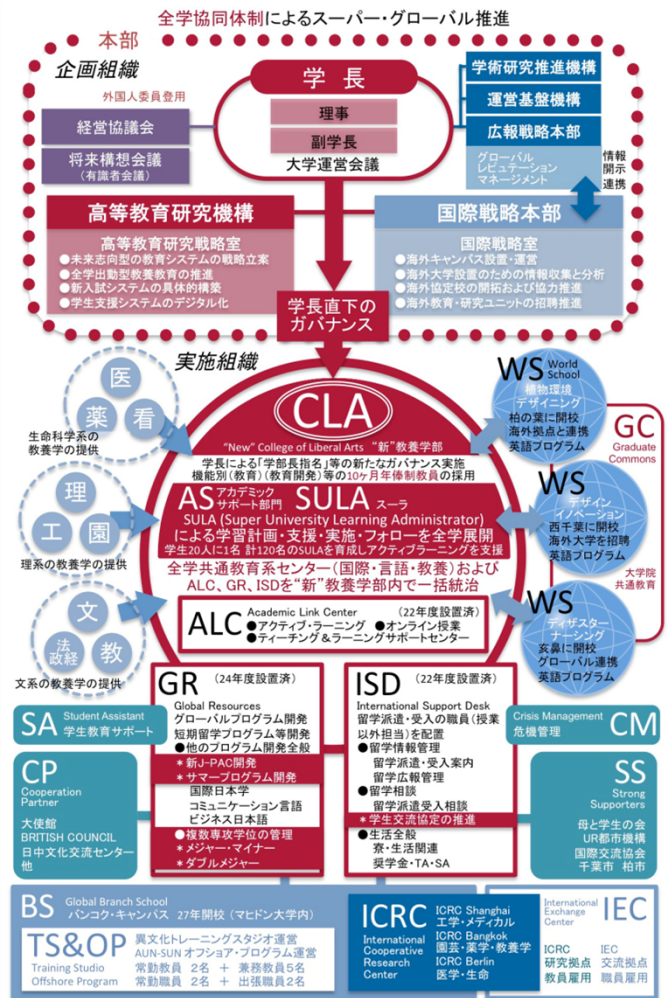 全学協同体制によるスーパー・グローバル推進
本部
企画組織
外国人委員登用
経営協議会
将来構想会議
(有識者会議)
学長
理事
副学長
大学運営会議
学術研究推進機構
運営基盤機構
広報戦略本部
グローバル
レピュテーション
マネージメント
情報
開示
連携
高等教育研究機構
高等教育研究戦略室
●未来志向型の教育システムの戦略立案
●全学出動型教養教育の推進
●新入試システムの具体的構築
●学生支援システムのデジタル化
国際戦略本部
国際戦略室
●海外キャンパス設置・運営
●海外大学設置のための情報収集と分析
●海外協定校の開拓および協力推進
●海外教育・研究ユニットの招聘推進
学長直下の
ガバナンス
実施組織
医
薬
看
生命科学系の
教養学の提供
理
工
園
理系の教養学の提供
文
法政経
教
文系の教養学の提供
CLA
"New" College of Liberal Arts "新"教養学部
学長による「学部長指名」等の新たなガバナンス実施
機能別(教育)(教育開発)等の10ヶ月年俸制教員の採用
AS アカデミック
サポート部門
SULA スーラ
SULA (Super University Learning Administrator)
による学習計画・支援・実施・フォローを全学展開
学生20人に1名 計120名のSULAを育成しアクティブラーニングを支援
全学共通教育系センター(国際・言語・教養)および
ALC、GR、ISDを"新"教養学部内で一括統治
ALC Academic Link Center (22年度設置済)
●アクティブ・ラーニング ●オンライン授業
●ティーチング&ラーニングサポートセンター
WS World
School
植物環境
デザイニング
柏の葉に開校
海外拠点と連携
英語プログラム
WS
デザイン
イノベーション
西千葉に開校
海外大学を招聘
英語プログラム
WS
ディザスター
ナーシング
亥鼻に開校
グローバル連携
英語プログラム
GC
Graduate
Commons
大学院
共通教育
GR (24年度設置済)
Global Resources
グローバルプログラム開発
短期留学プログラム等開発
●他のプログラム開発全般
*新J-PAC開発
*サマープログラム開発
国際日本学
コミュニケーション言語
ビジネス日本語
●複数専攻学位の管理
*メジャー・マイナー
*ダブルメジャー
ISD (22年度設置済)
International Support Desk
留学派遣・受入の職員(授業
以外担当)を配置
●留学情報管理
留学派遣・受入案内
留学広報管理
●留学相談
留学派遣受入相談
*学生交流協定の推進
●生活全般
寮・生活関連
奨学金・TA・SA
SA Student Assistant
学生教育サポート
CP
Cooperation
Partner
大使館
BRITISH COUNCIL
日中文化交流センター
他
Crisis Management
危機管理
CM
SS
Strong
Supporters
母と学生の会
UR都市機構
国際交流協会
千葉市 柏市
BS Global Branch School
バンコク・キャンパス 27年開校(マヒドン大学内)
TS&OP
Training Studio
Offshore Program
異文化トレーニングスタジオ運営
AUN-SUN オフショア・プログラム運営
常勤教員 2名 + 兼務教員5名
常勤職員 2名 + 出張職員2名
ICRC
International
Cooperative
Research
Center
ICRC Shanghai
工学・メディカル
ICRC Bangkok
園芸・薬学・教養学
ICRC Berlin
医学・生命
International
Exchange
Center
IEC
ICRC
研究拠点
教員雇用
IEC
交流拠点
職員雇用